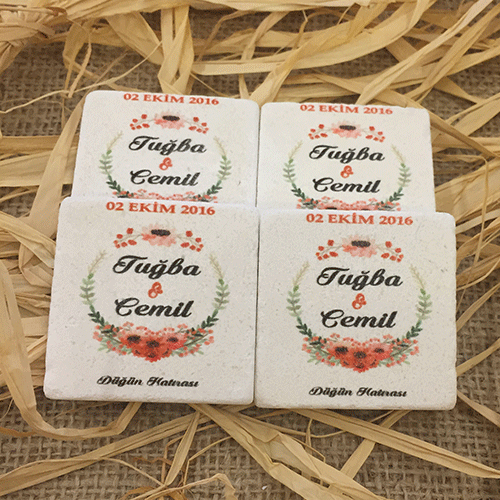 02 EKİM 2016
Tuğba
&
Cemil
02 EKİM 2016
Tuğba
&
Cemil
02 EKİM 2016
Tuğba
&
Cemil
Düğün Hatırası
02 EKİM 2016
Tuğba
&
Cemil
Düğün Hatırası